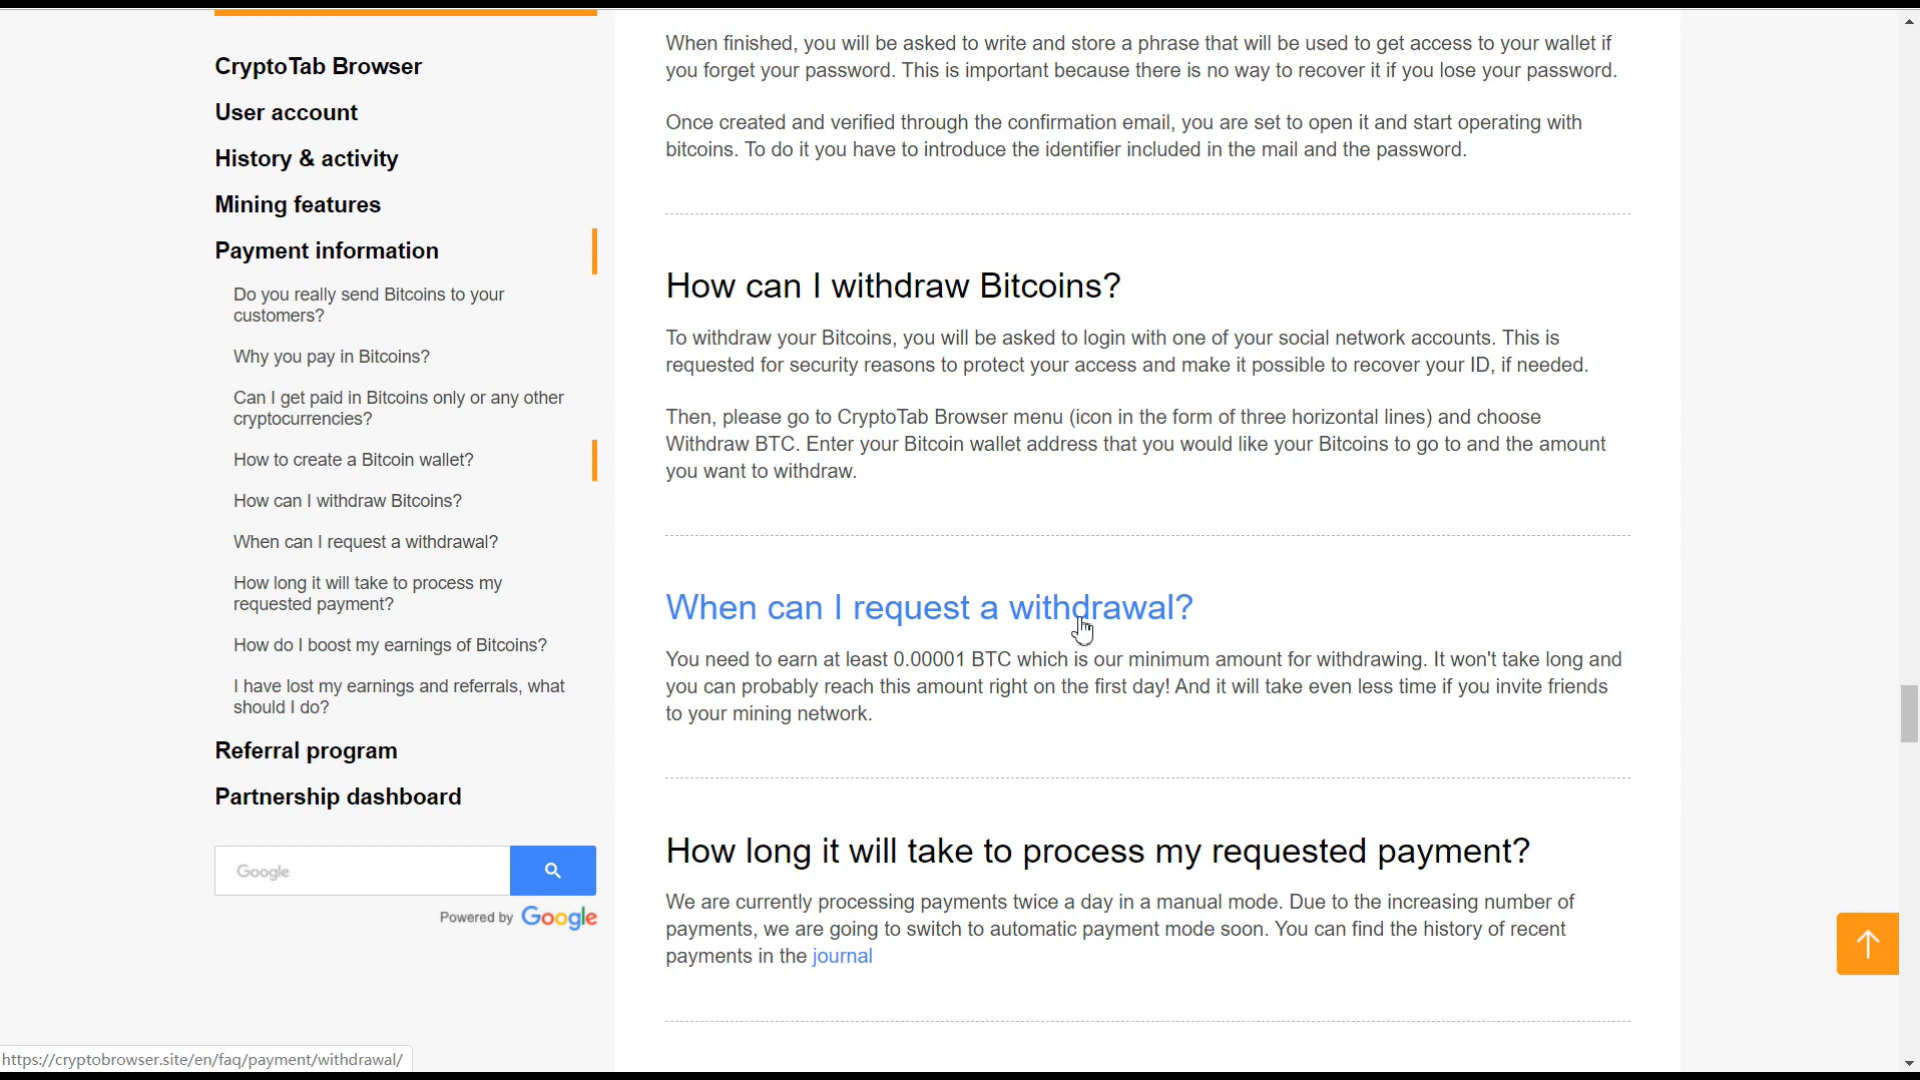 CryptoTab Browser
User account
History & activity
Mining features
Payment information
Do you really send Bitcoins to your
customers?
Why you pay in Bitcoins?
Can I get paid in Bitcoins only or any other
cryptocurrencies?
How to create a Bitcoin wallet?
How can I withdraw Bitcoins?
When can I request a withdrawal?
How long it will take to process my
requested payment?
How do I boost my earnings of Bitcoins?
I have lost my earnings and referrals, what
should I do?
Referral program
Partnership dashboard
Google
Powered by Google
When finished, you will be asked to write and store a phrase that will be used to get access to your wallet if
you forget your password. This is important because there is no way to recover it if you lose your password.
Once created and verified through the confirmation email, you are set to open it and start operating with
bitcoins. To do it you have to introduce the identifier included in the mail and the password.
How can I withdraw Bitcoins?
To withdraw your Bitcoins, you will be asked to login with one of your social network accounts. This is
requested for security reasons to protect your access and make it possible to recover your ID, if needed.
Then, please go to CryptoTab Browser menu (icon in the form of three horizontal lines) and choose
Withdraw BTC. Enter your Bitcoin wallet address that you would like your Bitcoins to go to and the amount
you want to withdraw.
When can I request a withdrawal?
You need to earn at least 0.00001 BTC which is our minimum amount for withdrawing. It won't take long and
you can probably reach this amount right on the first day! And it will take even less time if you invite friends
to your mining network.
How long it will take to process my requested payment?
We are currently processing payments twice a day in a manual mode. Due to the increasing number of
payments, we are going to switch to automatic payment mode soon. You can find the history of recent
payments in the journal
https://cryptobrowser.site/en/faq/payment/withdrawal/